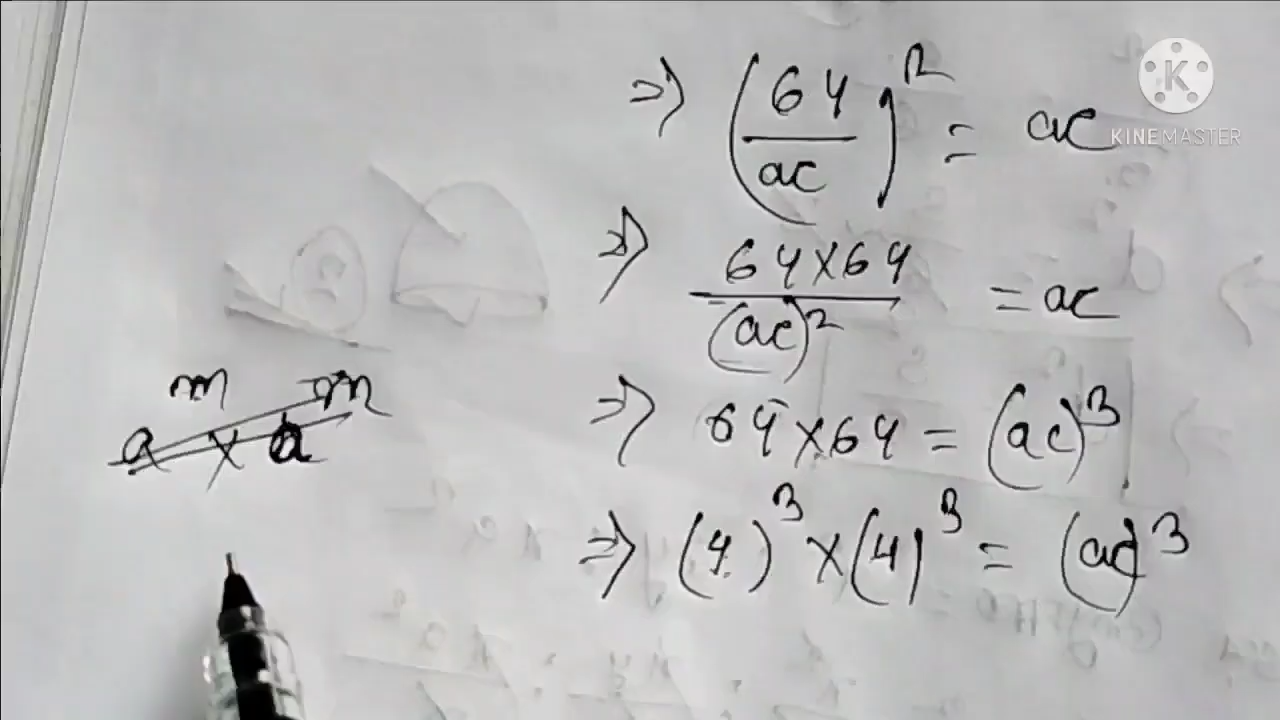 K
KINEMASTER
⇒ (64/ac)² = ac
⇒ 64×64/(ac)² = ac
⇒ 64×64 = (ac)³
⇒ (4)³×(4)³ = (ac)³
a^m × a^m